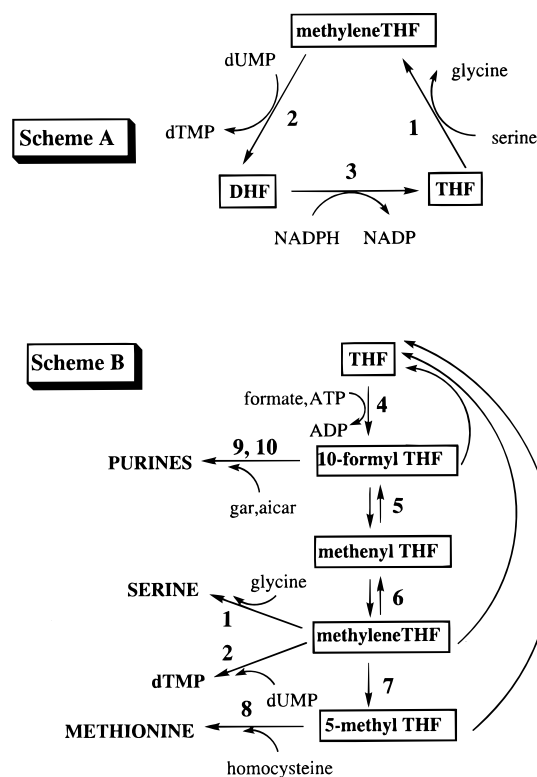 methyleneTHF
dUMP
glycine
2
1
dTMP
serine
Scheme A
3
DHF
THF
NADPH
NADP
Scheme B
THF
formate,ATP
4
ADP
9, 10
PURINES
10-formyl THF
gar,aicar
5
methenyl THF
glycine
SERINE
6
1
methyleneTHF
2
dTMP
7
dUMP
8
METHIONINE
5-methyl THF
homocysteine